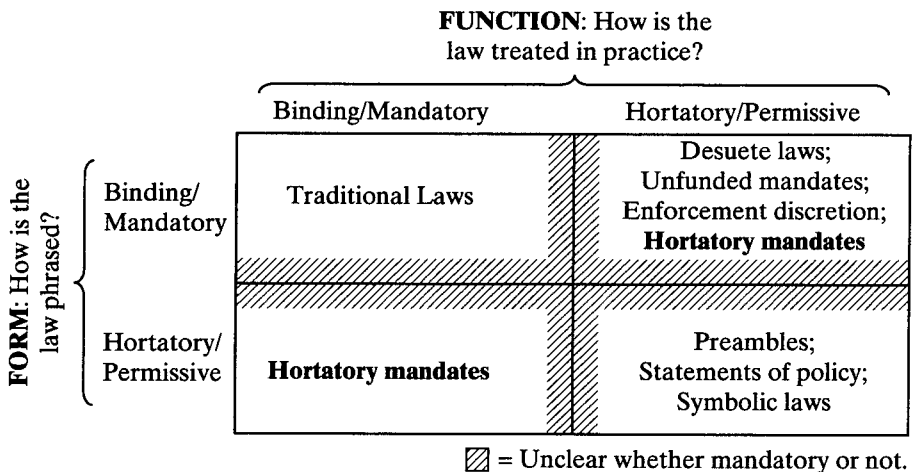 FUNCTION: How is the
law treated in practice?
Binding/Mandatory
Hortatory/Permissive
FORM: How is the
law phrased?
Binding/
Mandatory
Traditional Laws
Desuete laws;
Unfunded mandates;
Enforcement discretion;
Hortatory mandates
Hortatory/
Permissive
Hortatory mandates
Preambles;
Statements of policy;
Symbolic laws
= Unclear whether mandatory or not.